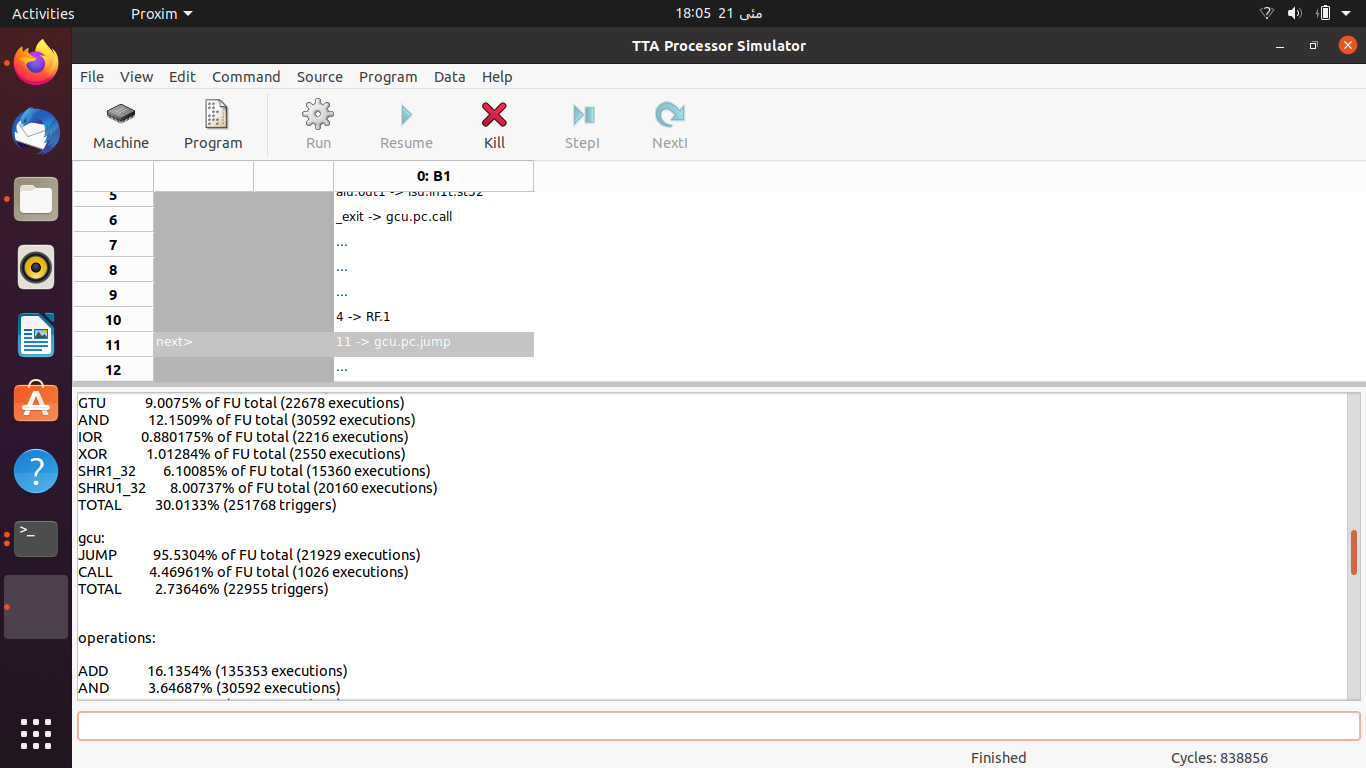 Activities Proxim 18:05 21 مئی
TTA Processor Simulator
File View Edit Command Source Program Data Help
Machine Program Run Resume Kill StepI NextI
0: B1
5
6 _exit -> gcu.pc.call
7 ...
8 ...
9 ...
10 4 -> RF.1
11 next> 11 -> gcu.pc.jump
12 ...
GTU 9.0075% of FU total (22678 executions)
AND 12.1509% of FU total (30592 executions)
IOR 0.880175% of FU total (2216 executions)
XOR 1.01284% of FU total (2550 executions)
SHR1_32 6.10085% of FU total (15360 executions)
SHRU1_32 8.00737% of FU total (20160 executions)
TOTAL 30.0133% (251768 triggers)
gcu:
JUMP 95.5304% of FU total (21929 executions)
CALL 4.46961% of FU total (1026 executions)
TOTAL 2.73646% (22955 triggers)
operations:
ADD 16.1354% (135353 executions)
AND 3.64687% (30592 executions)
Finished Cycles: 838856